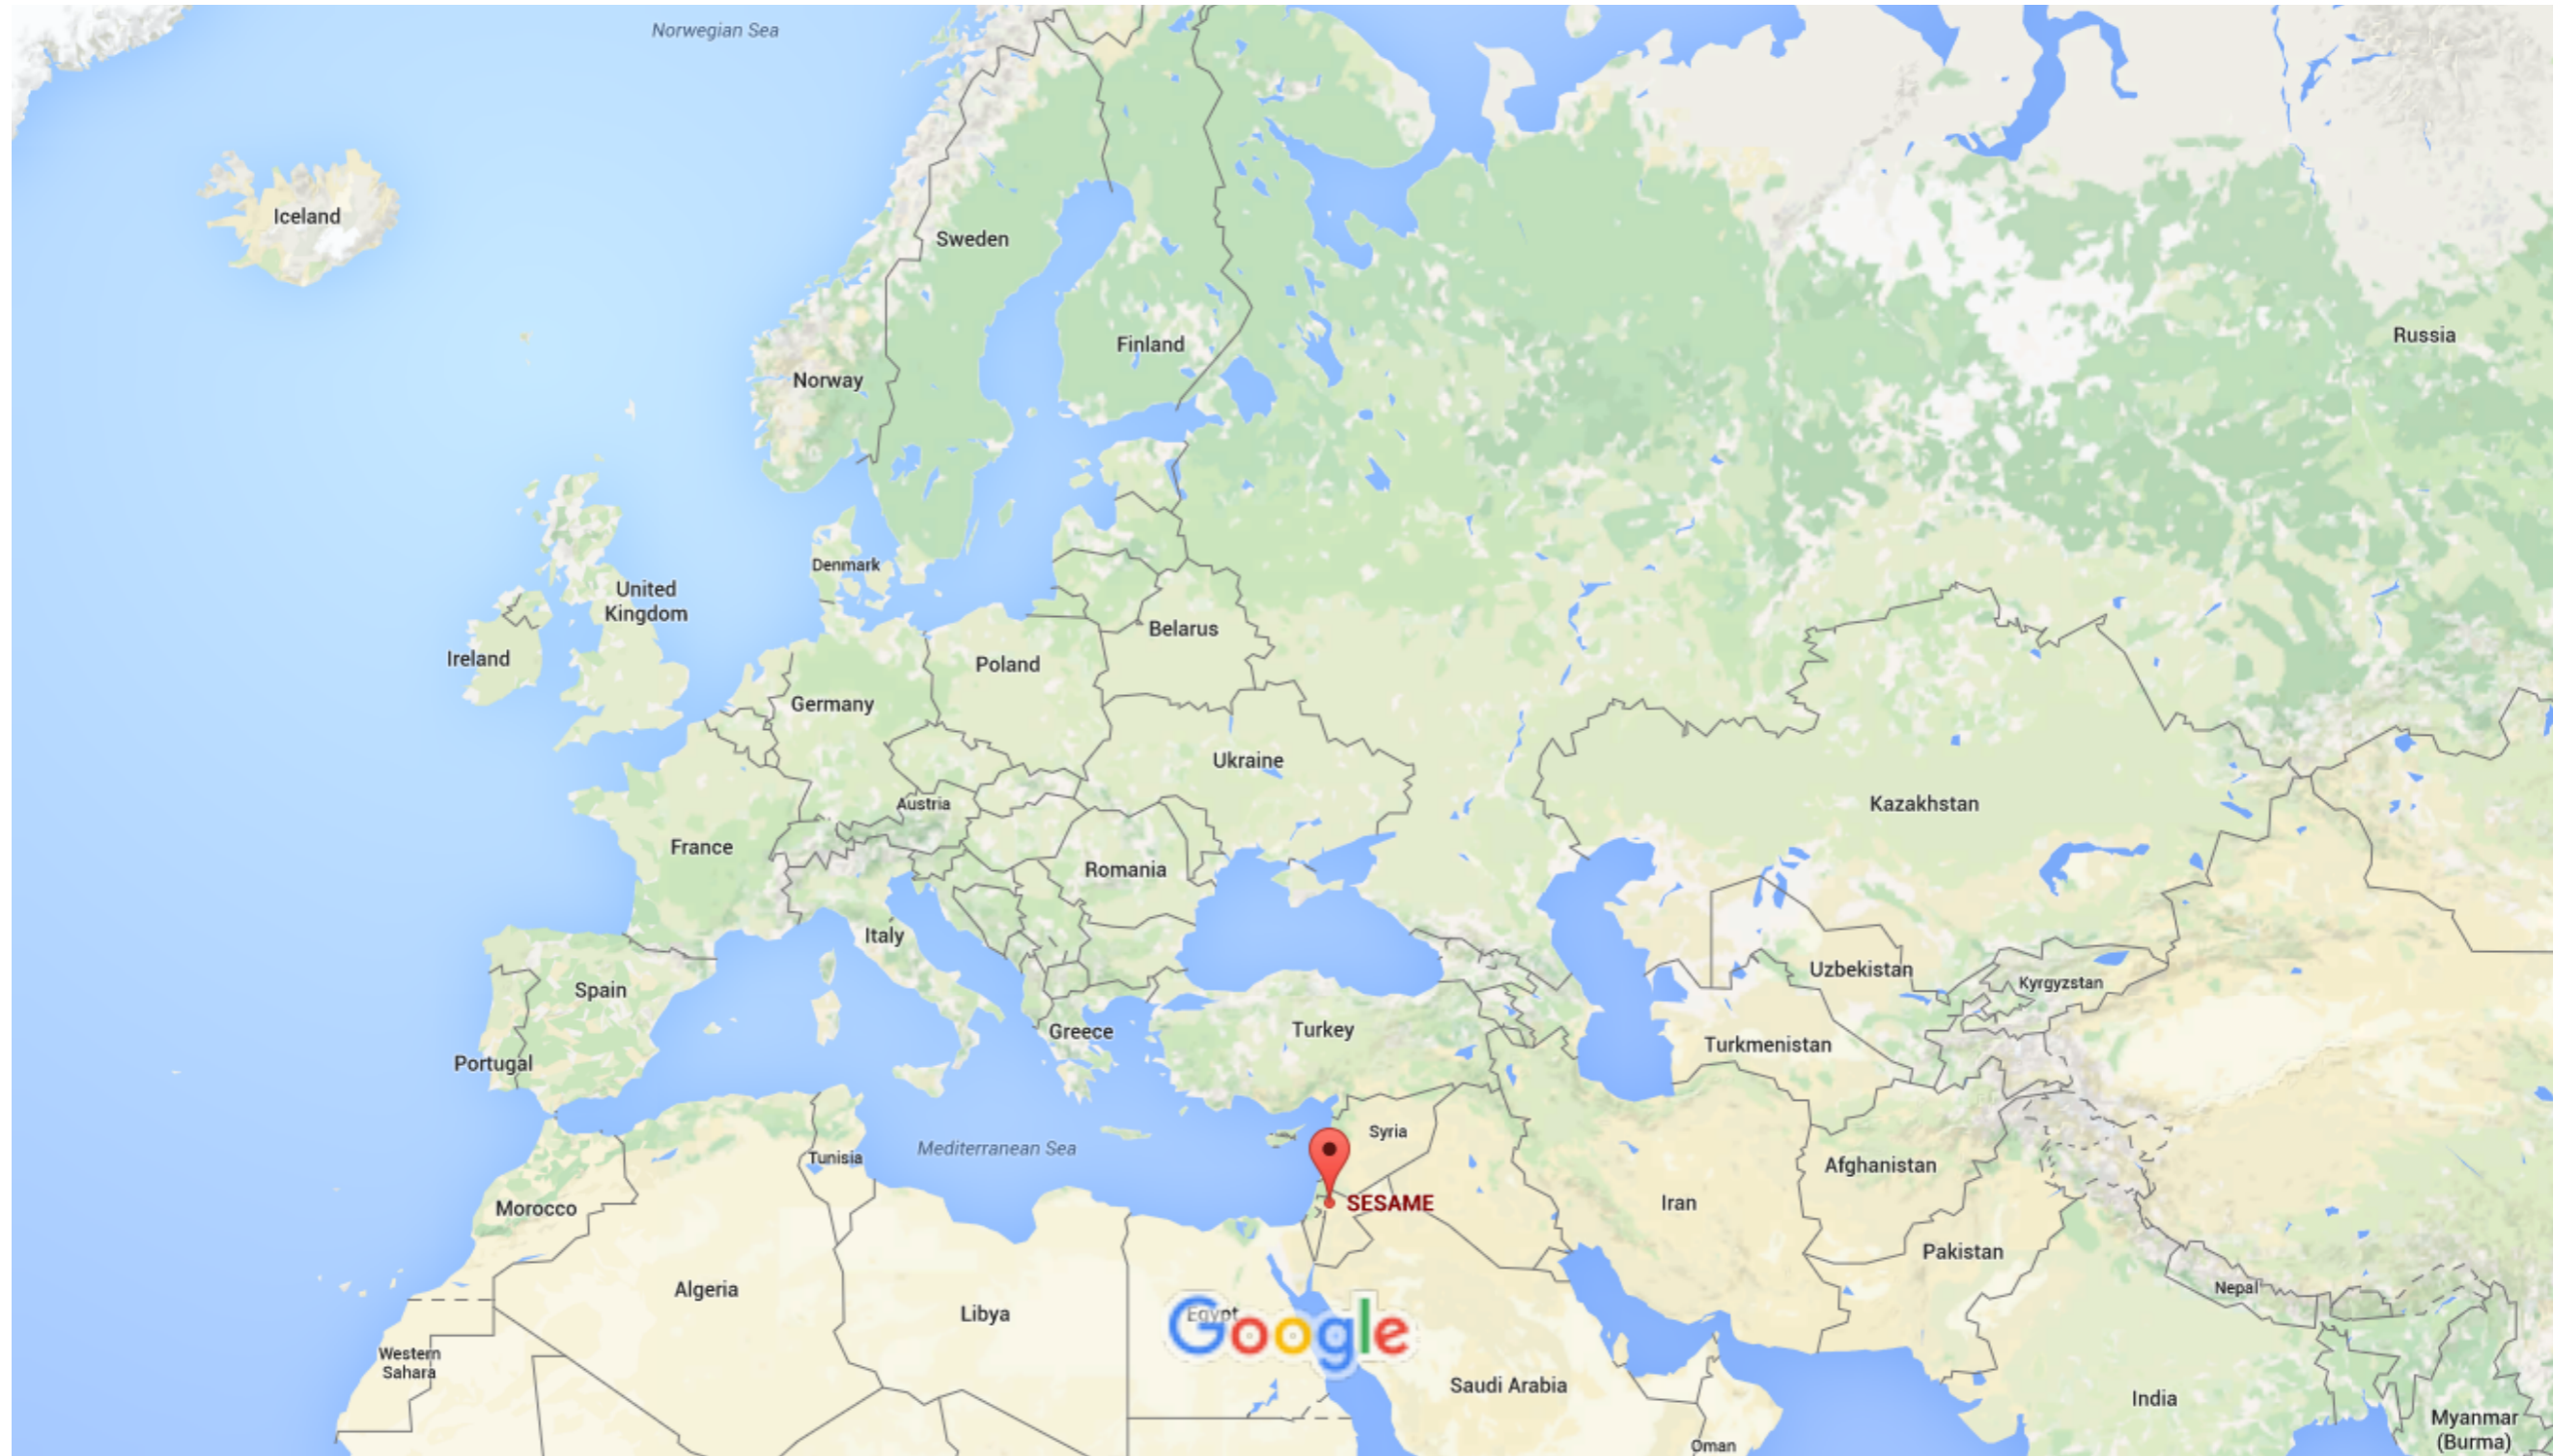 Norwegian Sea
Iceland
Sweden
Russia
Finland
Norway
Denmark
United
Kingdom
Belarus
Ireland
Poland
Germany
Ukraine
Austria
Kazakhstan
France
Romania
Italy
Uzbekistan
Kyrgyzstan
Spain
Turkey
Greece
Turkmenistan
Portugal
Syria
Mediterranean Sea
Tunisia
Afghanistan
SESAME
Iran
Morocco
Pakistan
Algeria
Nepal
Libya
Egypt
Google
Western
Sahara
Saudi Arabia
India
Myanmar
(Burma)
Oman